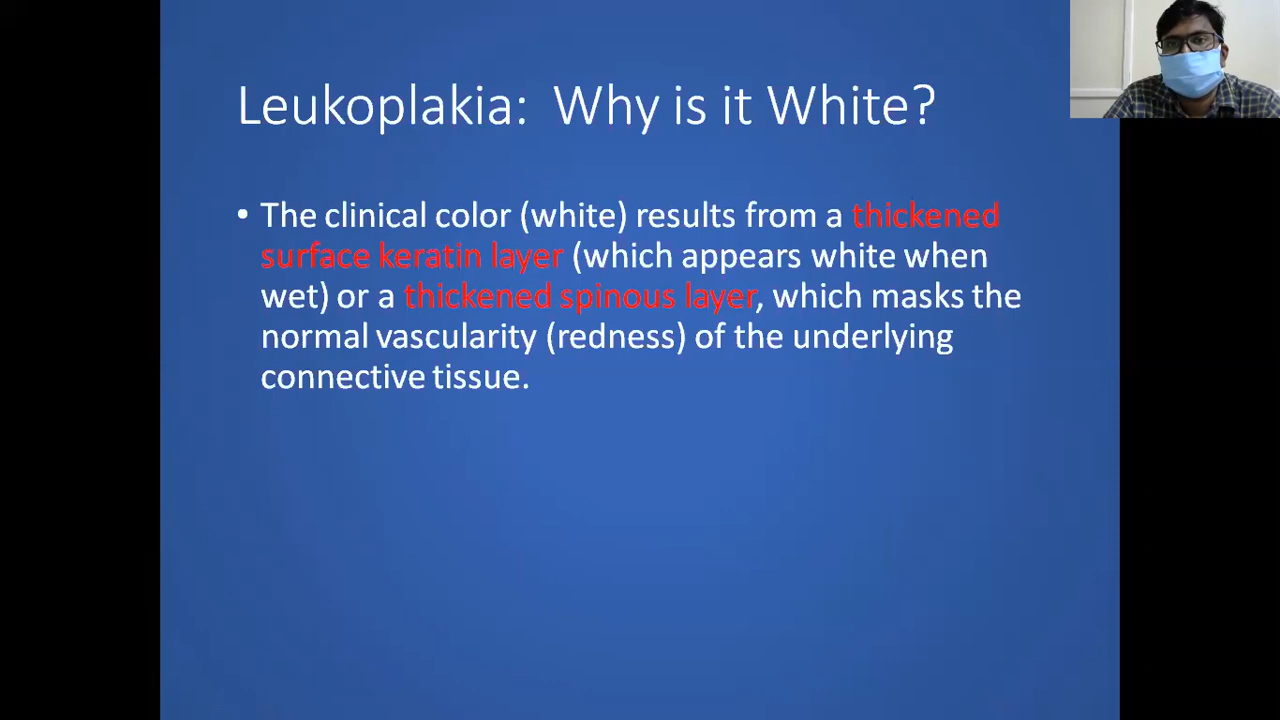 Leukoplakia: Why is it White?
• The clinical color (white) results from a thickened
surface keratin layer (which appears white when
wet) or a thickened spinous layer, which masks the
normal vascularity (redness) of the underlying
connective tissue.